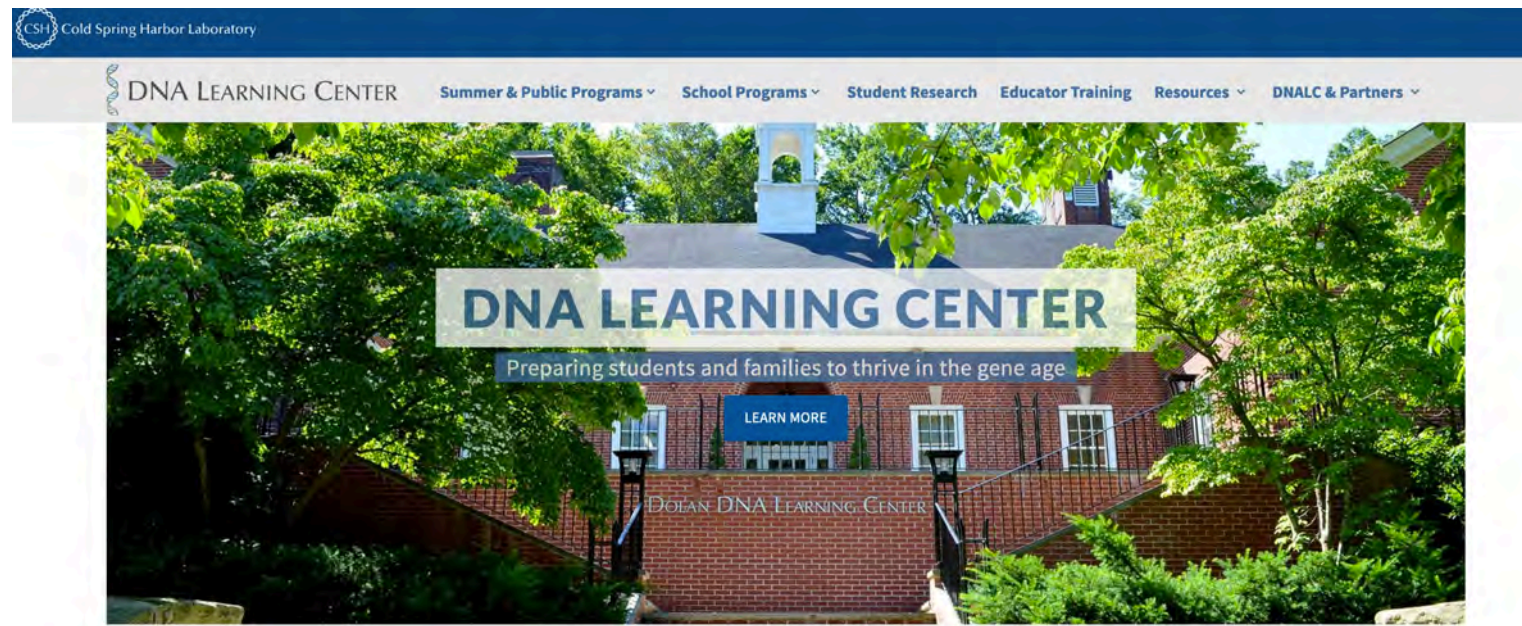 CSH Cold Spring Harbor Laboratory
DNA LEARNING CENTER Summer & Public Programs School Programs Student Research Educator Training Resources DNALC & Partners
DNA LEARNING CENTER
Preparing students and families to thrive in the gene age
LEARN MORE
DOLAN DNA LEARNING CENTER